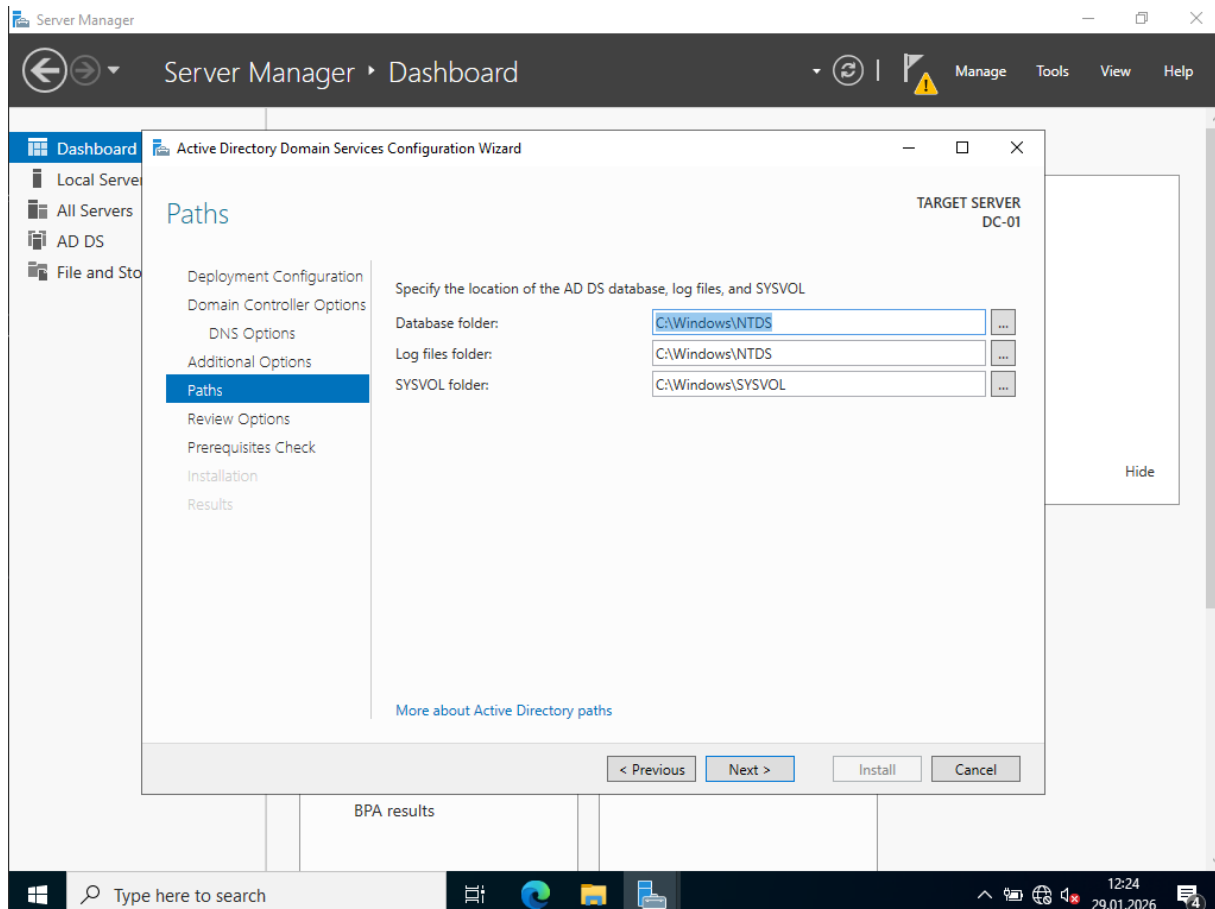 Server Manager
Server Manager ‣ Dashboard
Manage Tools View Help
Dashboard
Local Server
All Servers
AD DS
File and Sto
Active Directory Domain Services Configuration Wizard
Paths
TARGET SERVER
DC-01
Deployment Configuration
Domain Controller Options
DNS Options
Additional Options
Paths
Review Options
Prerequisites Check
Installation
Results
Specify the location of the AD DS database, log files, and SYSVOL
Database folder: C:\Windows\NTDS ...
Log files folder: C:\Windows\NTDS ...
SYSVOL folder: C:\Windows\SYSVOL ...
More about Active Directory paths
Hide
< Previous Next > Install Cancel
BPA results
Type here to search
12:24
29.01.2026
4